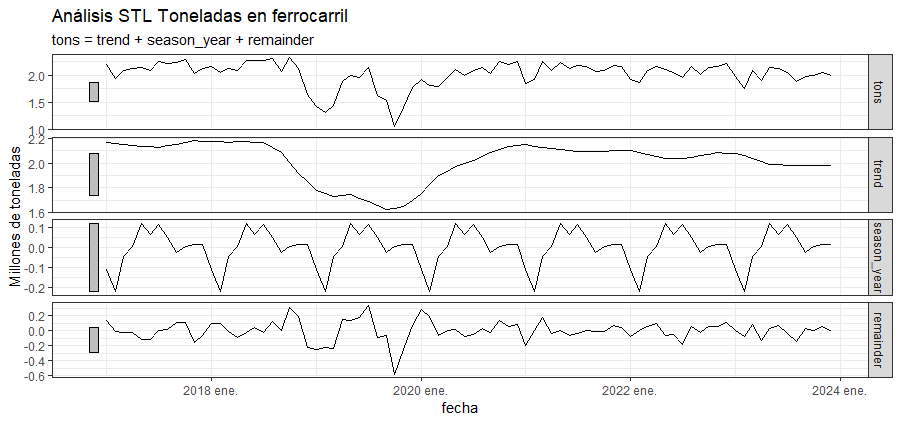 Análisis STL Toneladas en ferrocarril
tons = trend + season_year + remainder
Millones de toneladas
2.0
1.5
1.0
tons
2.2
2.0
1.8
1.6
trend
0.1
0.0
-0.1
-0.2
season_year
0.2
0.0
-0.2
-0.4
-0.6
remainder
2018 ene.
2020 ene.
2022 ene.
2024 ene.
fecha